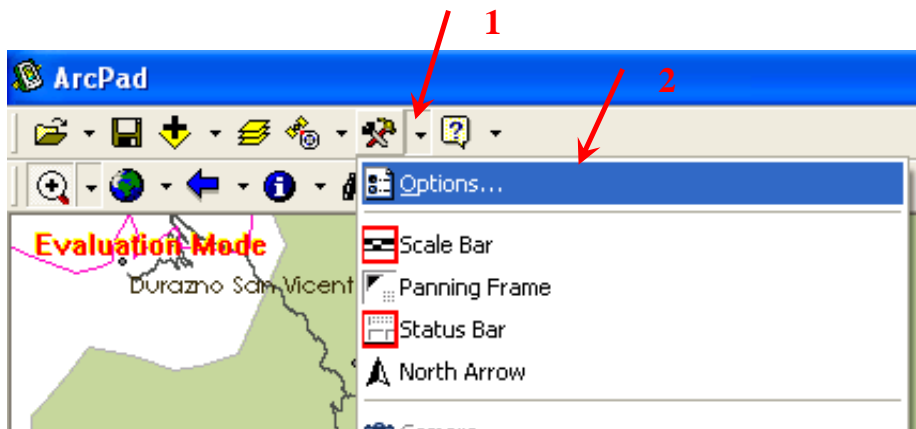 1
ArcPad
2
Options...
Evaluation Mode
Scale Bar
Durazno San Vicent
Panning Frame
Status Bar
North Arrow